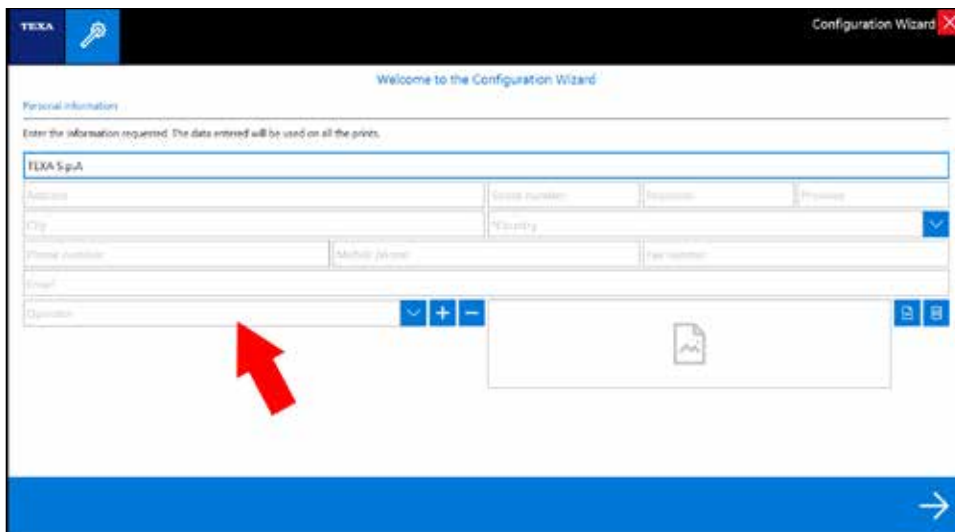 TEXA
Configuration Wizard
Welcome to the Configuration Wizard
Personal information
Enter the information requested. The data entered will be used on all the prints.
TEXA S.p.A
Address Street number Postcode Province
City *Country
Phone number Mobile phone Fax number
Email
Operator